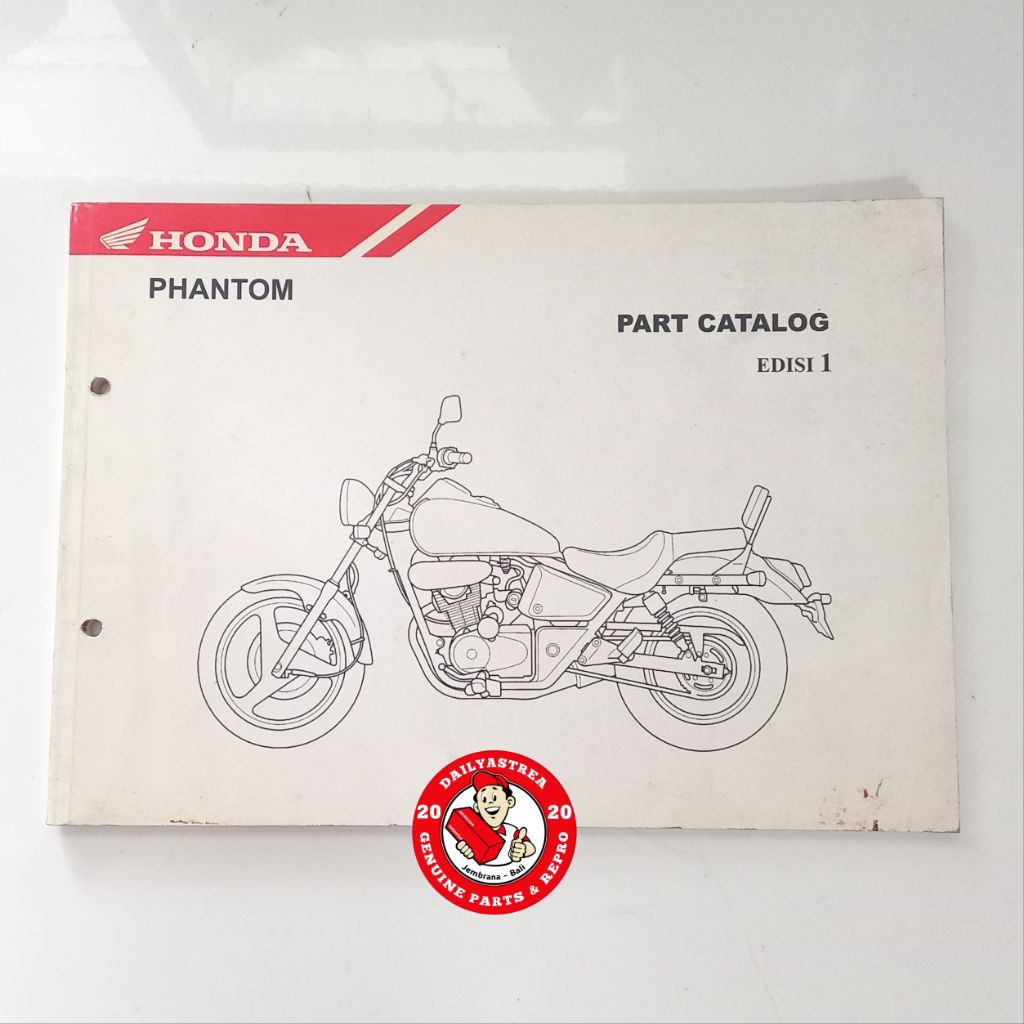 HONDA
PHANTOM
PART CATALOG
EDISI 1
DAILYASTREA
20 20
Jembrana - Bali
GENUINE PARTS & REPRO